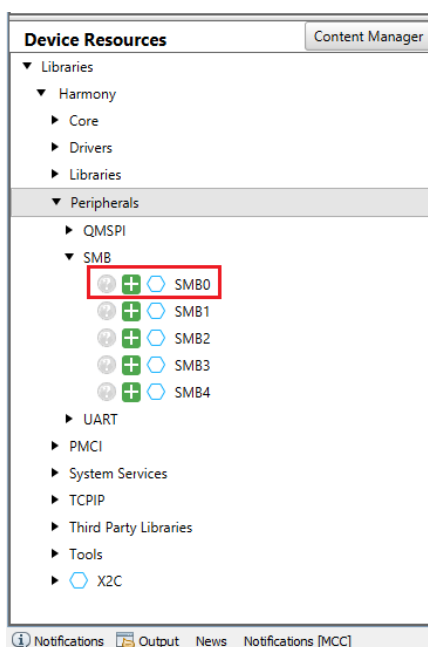 Device Resources Content Manager
Libraries
Harmony
Core
Drivers
Libraries
Peripherals
QMSPI
SMB
SMB0
SMB1
SMB2
SMB3
SMB4
UART
PMCI
System Services
TCPIP
Third Party Libraries
Tools
X2C
Notifications Output News Notifications [MCC]